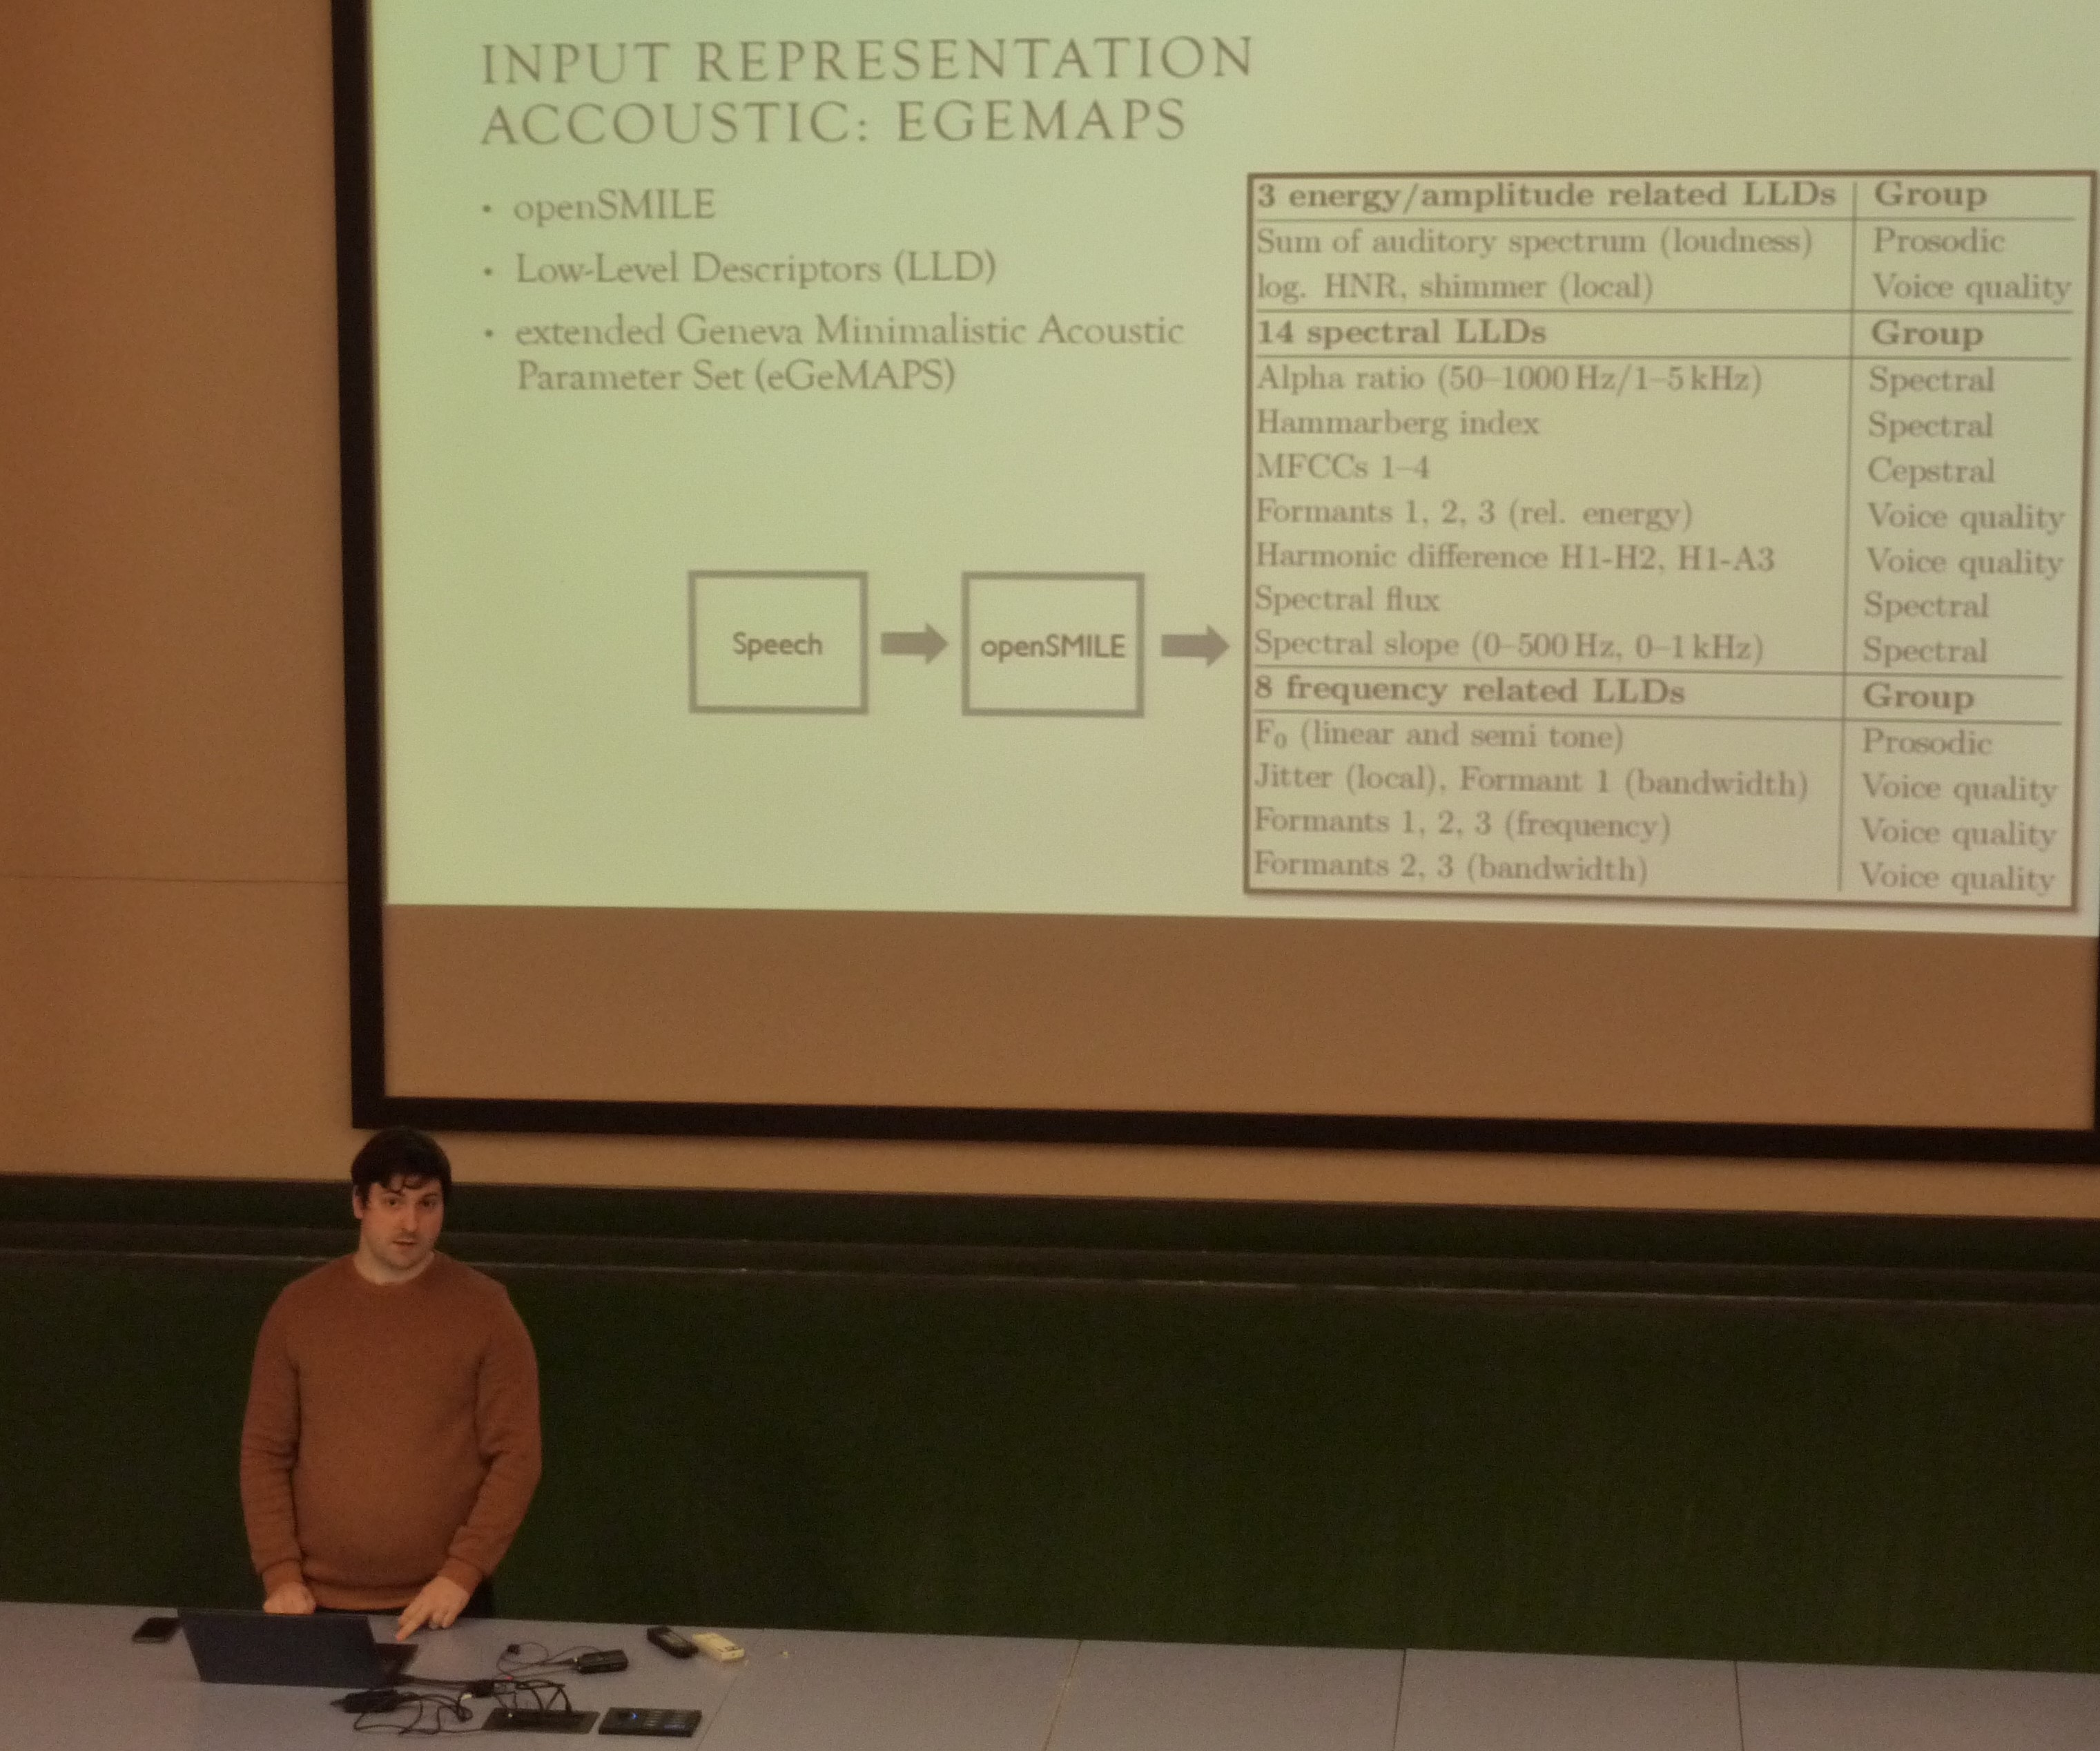 INPUT REPRESENTATION
ACCOUSTIC: EGEMAPS
• openSMILE
• Low-Level Descriptors (LLD)
• extended Geneva Minimalistic Acoustic
Parameter Set (eGeMAPS)
Speech
openSMILE
3 energy/amplitude related LLDs Group
Sum of auditory spectrum (loudness) Prosodic
log. HNR, shimmer (local) Voice quality
14 spectral LLDs Group
Alpha ratio (50–1000 Hz/1–5 kHz) Spectral
Hammarberg index Spectral
MFCCs 1–4 Cepstral
Formants 1, 2, 3 (rel. energy) Voice quality
Harmonic difference H1-H2, H1-A3 Voice quality
Spectral flux Spectral
Spectral slope (0–500 Hz, 0–1 kHz) Spectral
8 frequency related LLDs Group
F₀ (linear and semi tone) Prosodic
Jitter (local), Formant 1 (bandwidth) Voice quality
Formants 1, 2, 3 (frequency) Voice quality
Formants 2, 3 (bandwidth) Voice quality